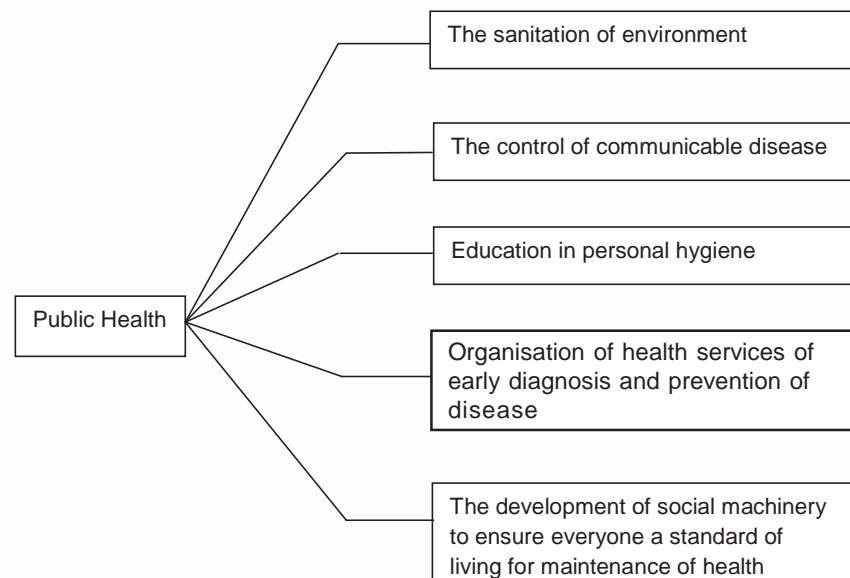 The sanitation of environment
The control of communicable disease
Education in personal hygiene
Public Health
Organisation of health services of
early diagnosis and prevention of
disease
The development of social machinery
to ensure everyone a standard of
living for maintenance of health